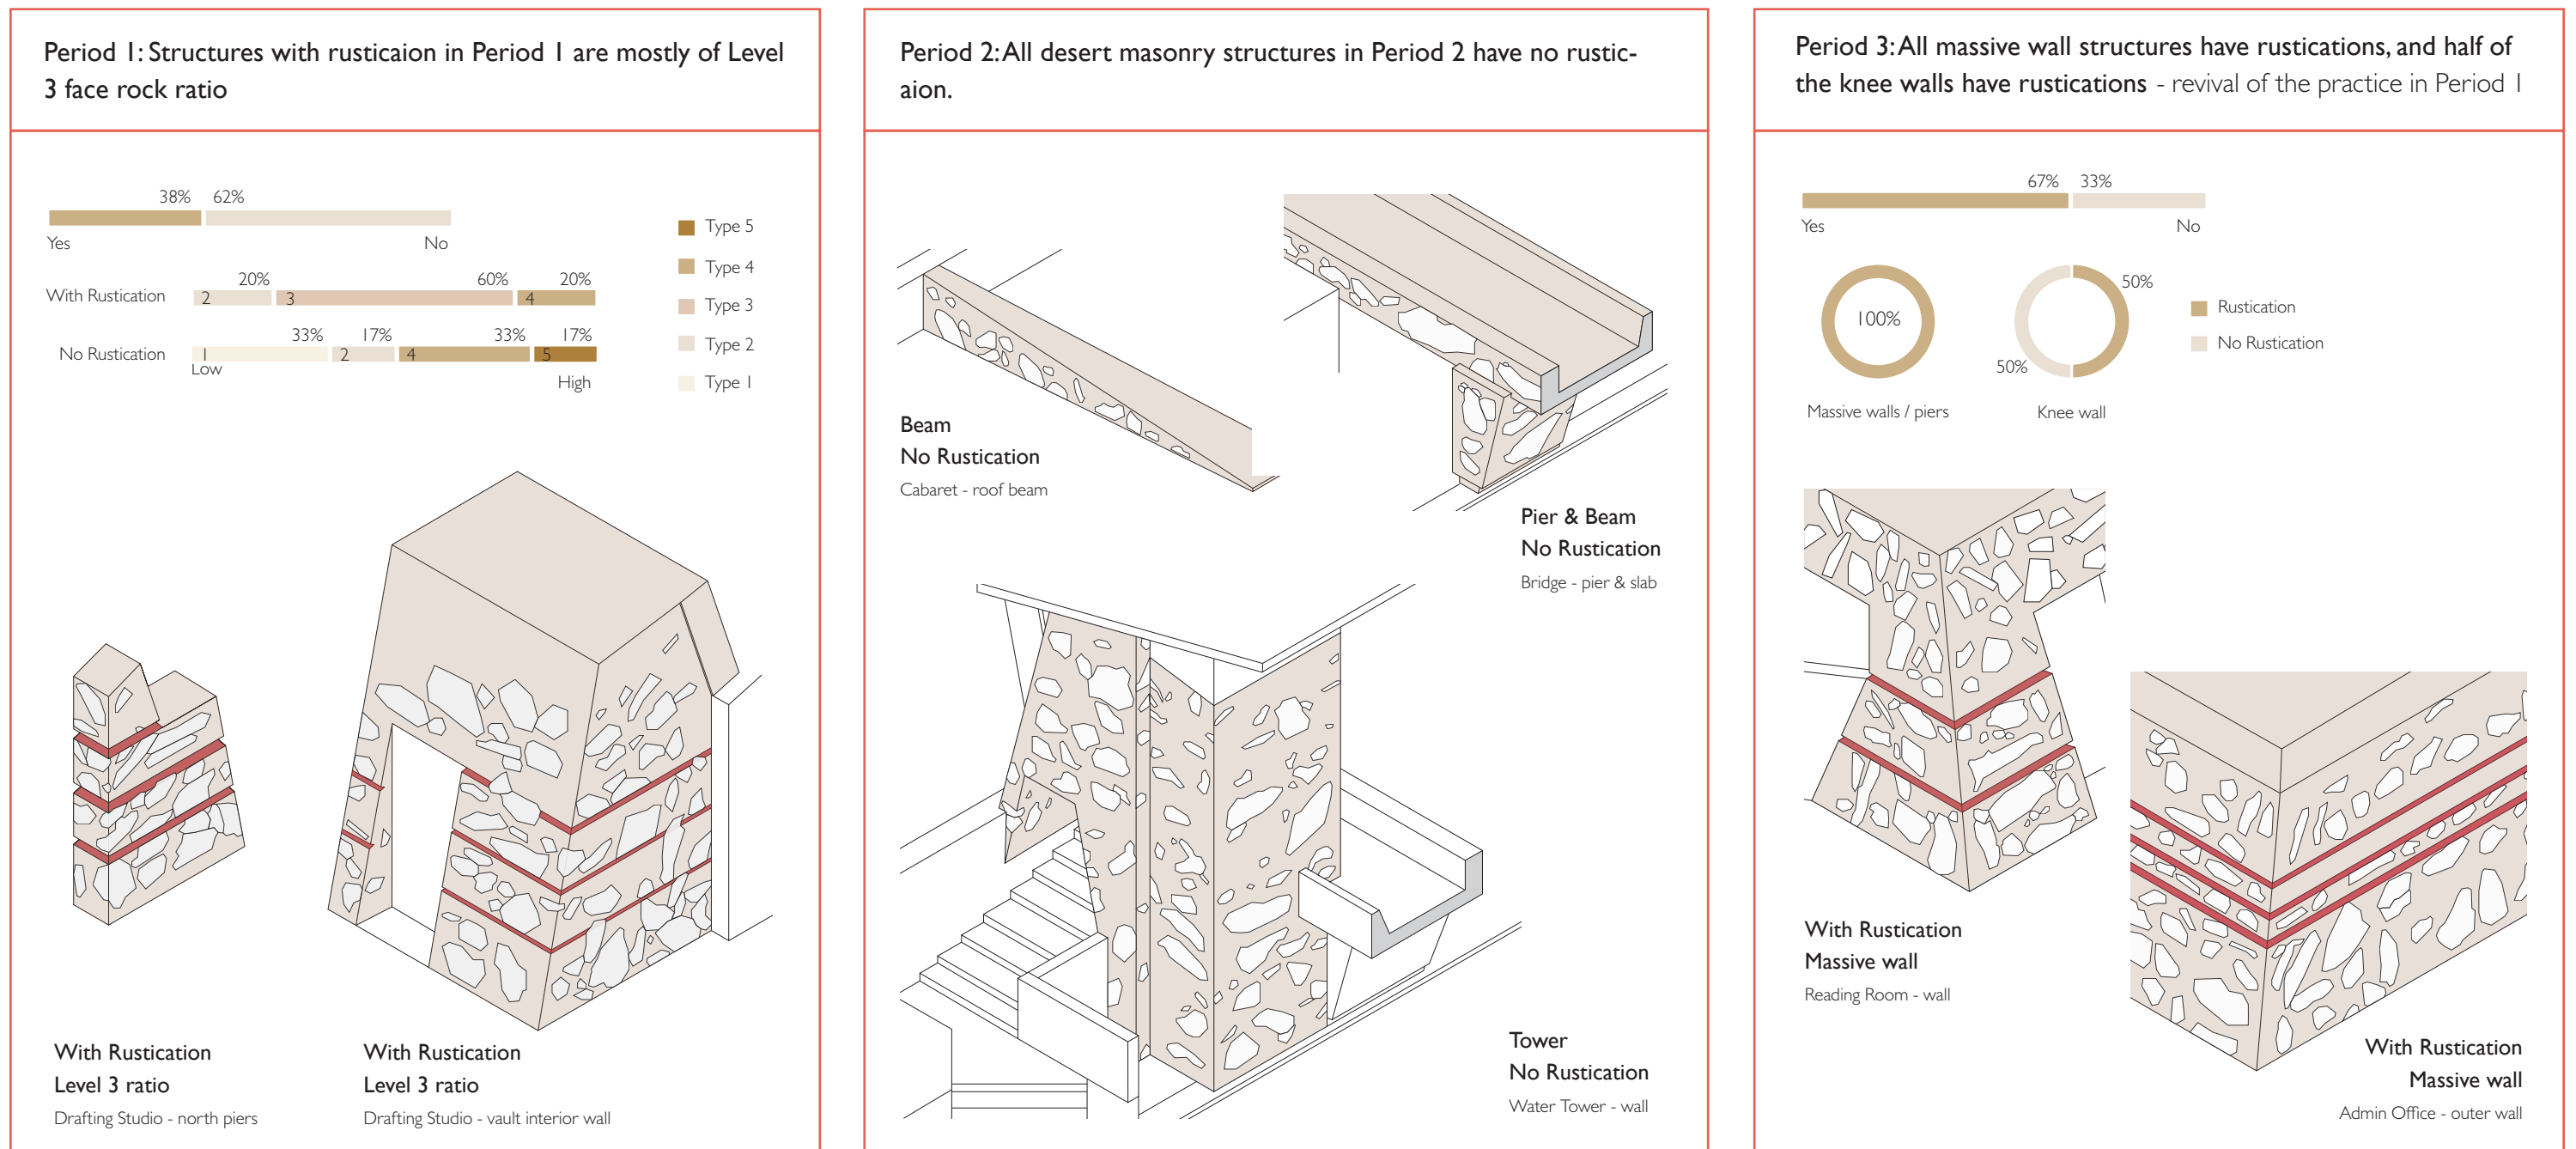 Period 1: Structures with rusticaion in Period 1 are mostly of Level
3 face rock ratio
38% 62%
Yes No
Type 5
Type 4
Type 3
Type 2
Type 1
20% 60% 20%
With Rustication 2 3 4
33% 17% 33% 17%
No Rustication 1 2 4 5
Low
High
With Rustication
Level 3 ratio
Drafting Studio - north piers
With Rustication
Level 3 ratio
Drafting Studio - vault interior wall
Period 2: All desert masonry structures in Period 2 have no rustic-
aion.
Beam
No Rustication
Cabaret - roof beam
Pier & Beam
No Rustication
Bridge - pier & slab
Tower
No Rustication
Water Tower - wall
Period 3: All massive wall structures have rustications, and half of
the knee walls have rustications - revival of the practice in Period 1
67% 33%
Yes No
100%
50%
50%
Rustication
No Rustication
Massive walls / piers
Knee wall
With Rustication
Massive wall
Reading Room - wall
With Rustication
Massive wall
Admin Office - outer wall